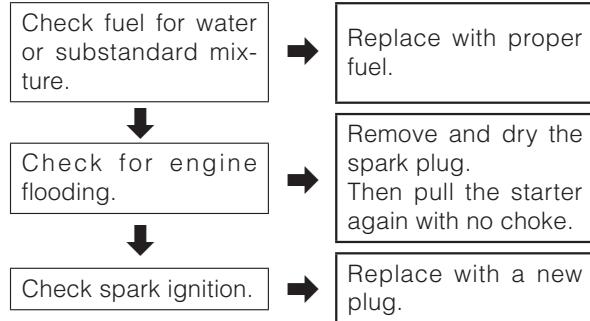 Check fuel for water
or substandard mix-
ture.
Replace with proper
fuel.
Check for engine
flooding.
Remove and dry the
spark plug.
Then pull the starter
again with no choke.
Check spark ignition.
Replace with a new
plug.